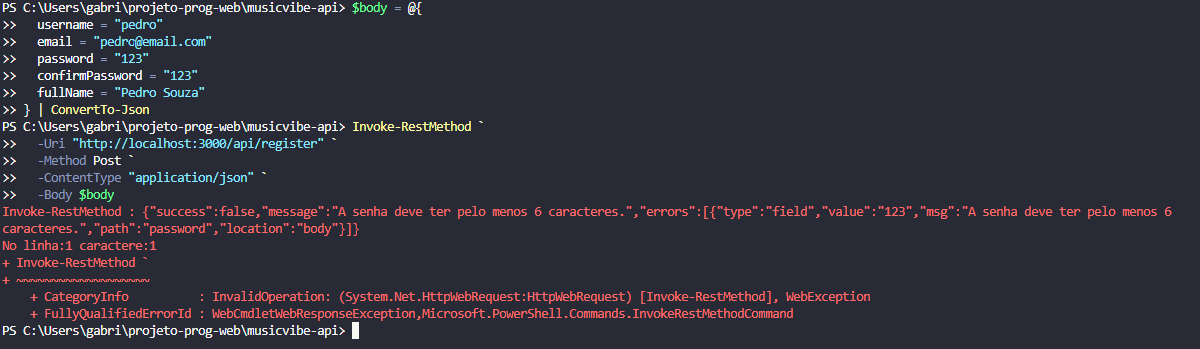 PS C:\Users\gabri\projeto-prog-web\musicvibe-api> $body = @{
>>   username = "pedro"
>>   email = "pedro@email.com"
>>   password = "123"
>>   confirmPassword = "123"
>>   fullName = "Pedro Souza"
>> } | ConvertTo-Json
PS C:\Users\gabri\projeto-prog-web\musicvibe-api> Invoke-RestMethod `
>>   -Uri "http://localhost:3000/api/register" `
>>   -Method Post `
>>   -ContentType "application/json" `
>>   -Body $body
Invoke-RestMethod : {"success":false,"message":"A senha deve ter pelo menos 6 caracteres.","errors":[{"type":"field","value":"123","msg":"A senha deve ter pelo menos 6
caracteres.","path":"password","location":"body"}]}
No linha:1 caractere:1
+ Invoke-RestMethod `
+ ~~~~~~~~~~~~~~~~~~~
    + CategoryInfo          : InvalidOperation: (System.Net.HttpWebRequest:HttpWebRequest) [Invoke-RestMethod], WebException
    + FullyQualifiedErrorId : WebCmdletWebResponseException,Microsoft.PowerShell.Commands.InvokeRestMethodCommand
PS C:\Users\gabri\projeto-prog-web\musicvibe-api>